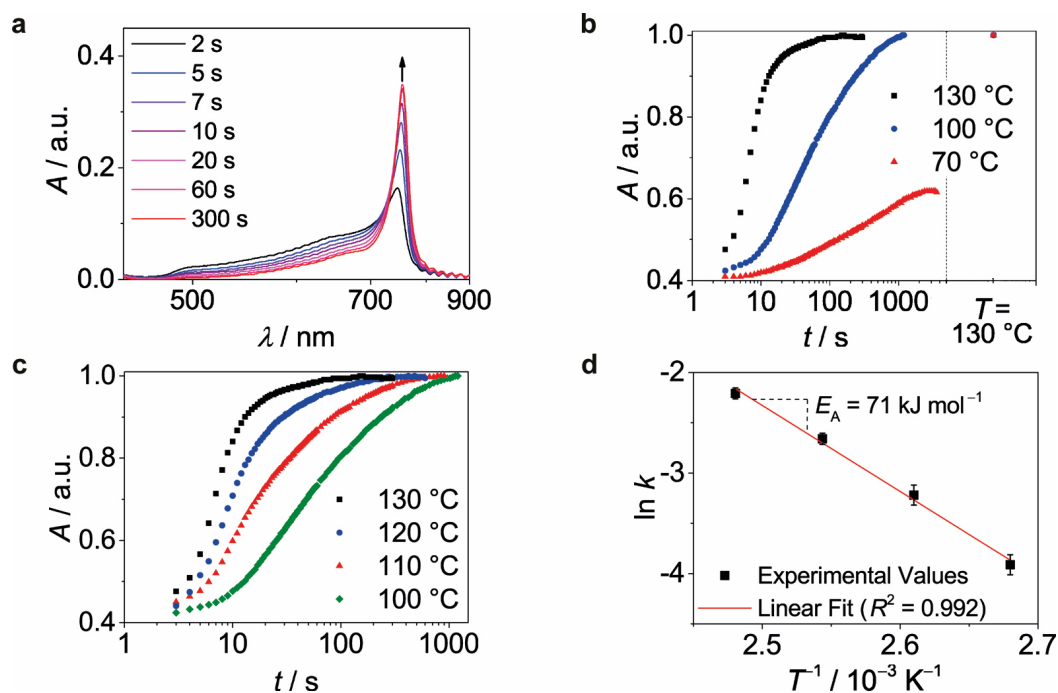 a
0.4
0.2
0.0
A / a.u.
2 s
5 s
7 s
10 s
20 s
60 s
300 s
500
700
900
λ / nm
b
1.0
0.8
0.6
0.4
A / a.u.
130 °C
100 °C
70 °C
1
10
100
1000
t / s
T =
130 °C
c
1.0
0.8
0.6
0.4
A / a.u.
130 °C
120 °C
110 °C
100 °C
1
10
100
1000
t / s
d
-2
-3
-4
ln k
EA = 71 kJ mol−1
Experimental Values
Linear Fit (R2 = 0.992)
2.5
2.6
2.7
T−1 / 10−3 K−1